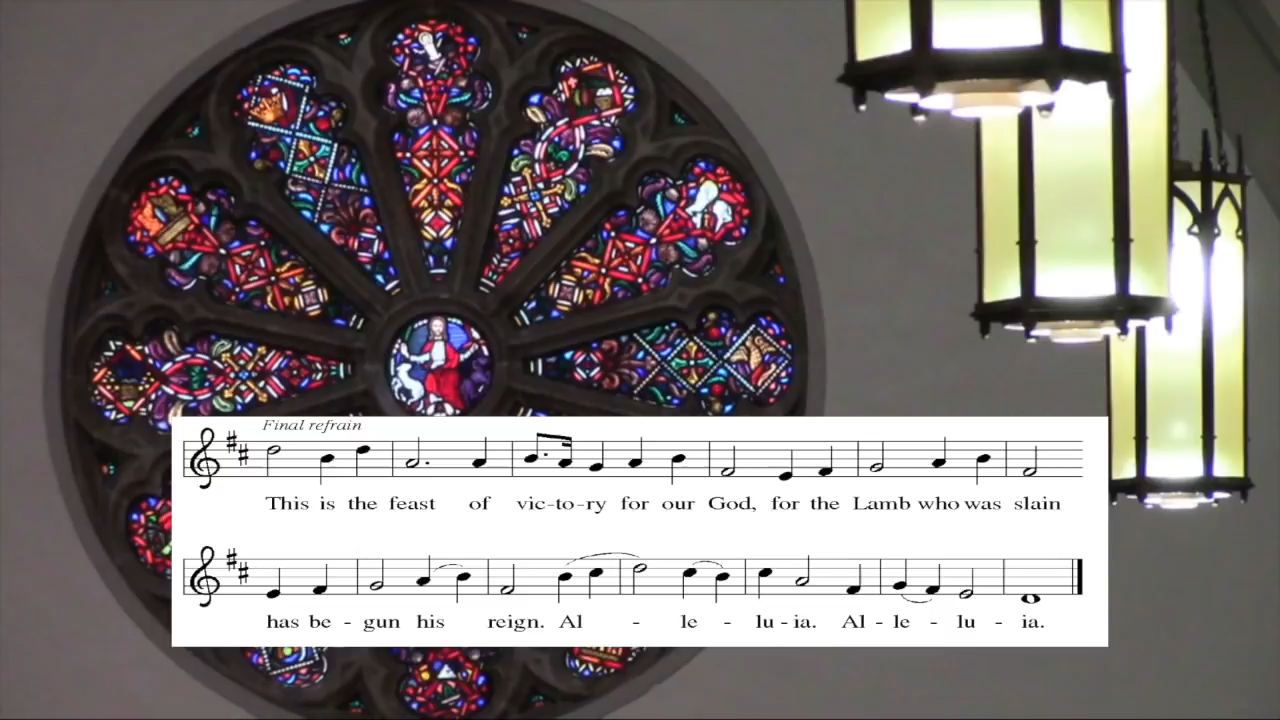 Final refrain
This is the feast of vic-to-ry for our God, for the Lamb who was slain
has be - gun his reign. Al - le - lu - ia. Al - le - lu - ia.